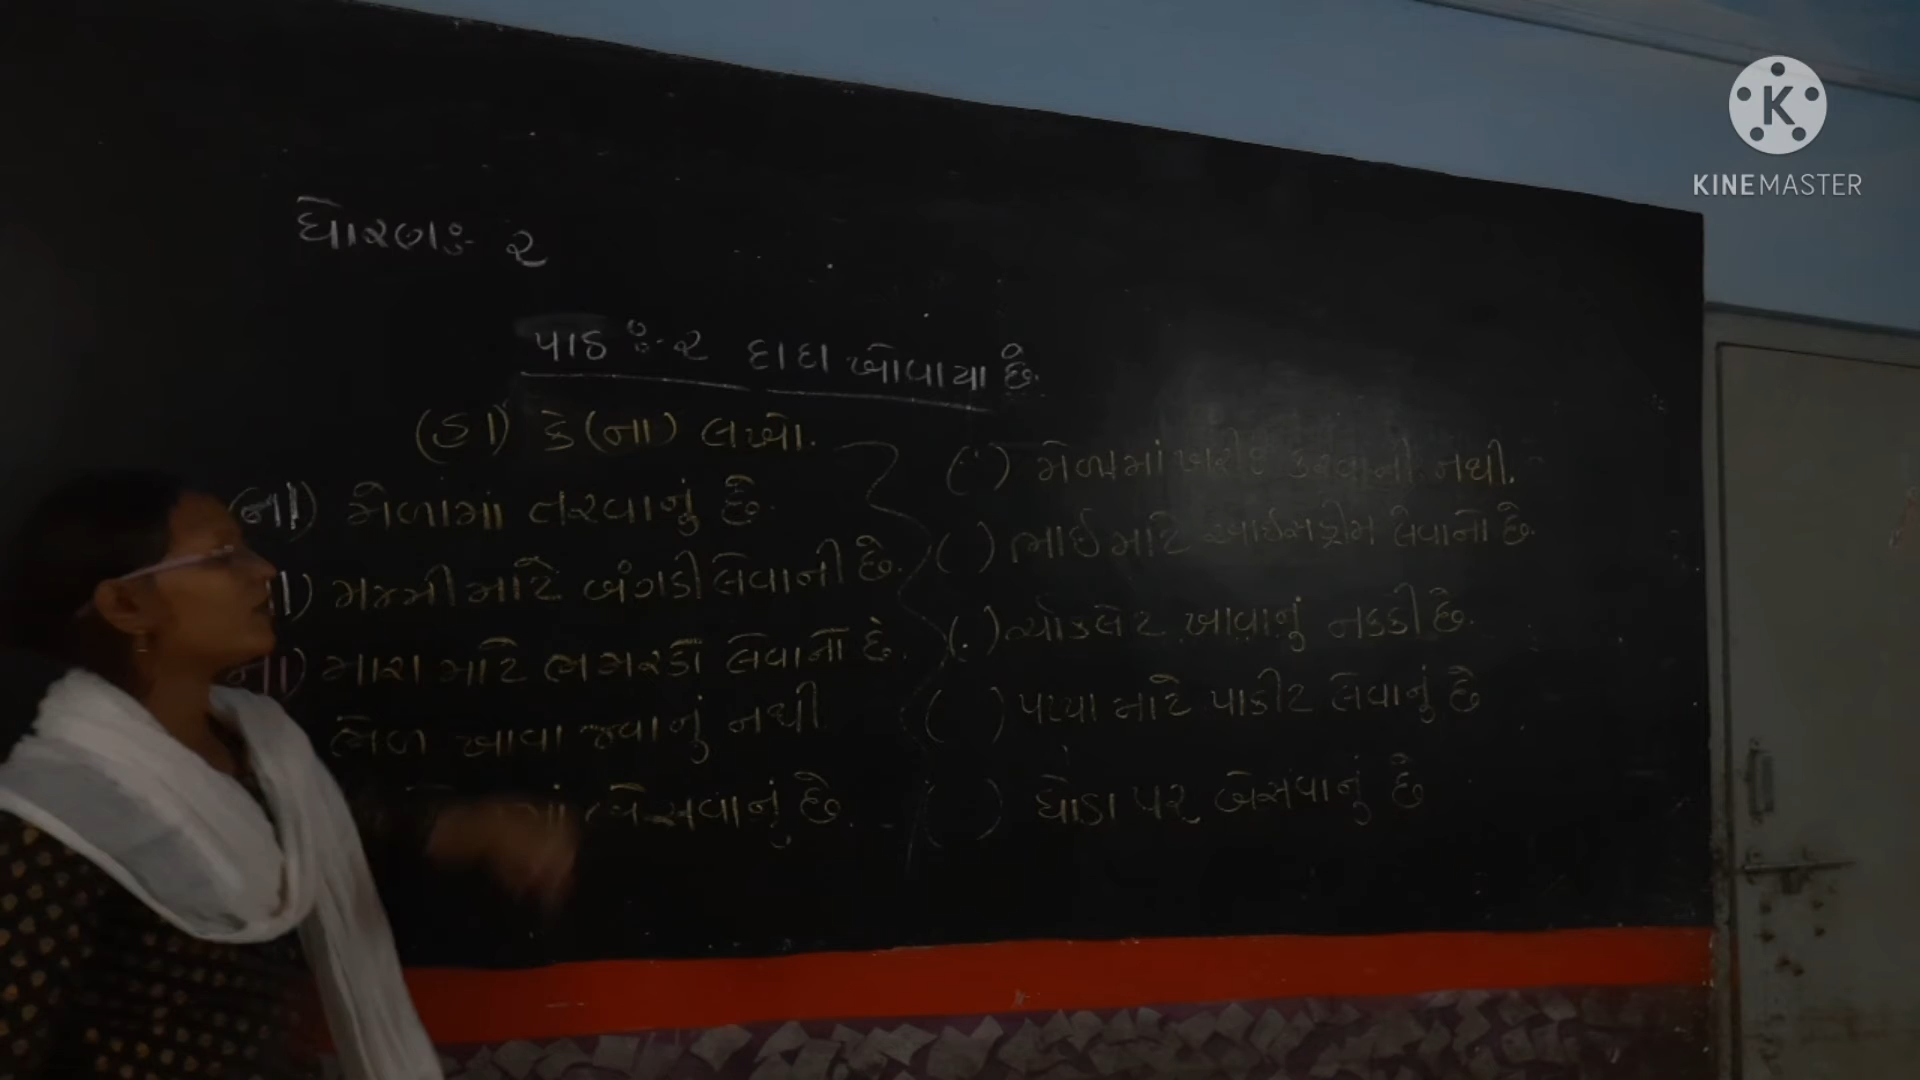 ધોરણઃ- ૨
પાઠ ઃ-૨ દાદા ખોવાયા છે.
(હા) કે (ના) લખો.
(ના) મેળામાં તરવાનું છે.
ા) મમ્મી માટે બંગડી લેવાની છે.
ના) મારા માટે ભમરડો લેવાનો છે.
ભેળ ખાવા જવાનું નથી
માં બેસવાનું છે.
( ) મેળામાં ખરીદી કરવાની નથી.
( ) ભાઈ માટે આઈસક્રીમ લેવાનો છે.
( ) ચોકલેટ ખાવાનું નક્કી છે.
( ) પપ્પા માટે પાકીટ લેવાનું છે
( ) ઘોડા પર બેસવાનું છે
KINEMASTER